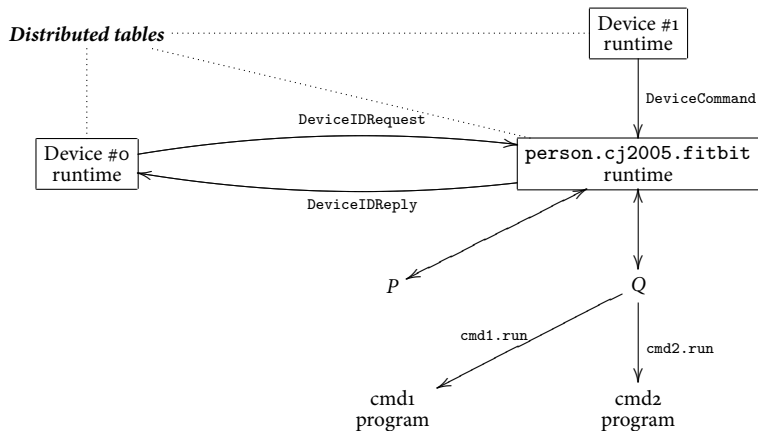 Distributed tables
Device #1
runtime
DeviceCommand
DeviceIDRequest
Device #0
runtime
person.cj2005.fitbit
runtime
DeviceIDReply
P
Q
cmd1.run
cmd2.run
cmd1
program
cmd2
program